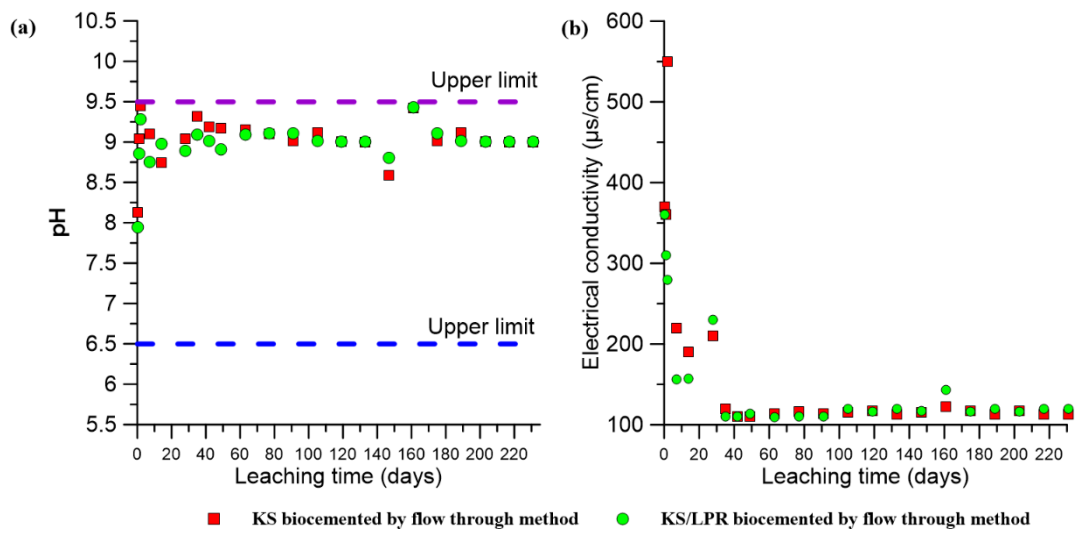 (a)
10.5
10
9.5
9
8.5
8
7.5
7
6.5
6
5.5
pH
Upper limit
Upper limit
0 20 40 60 80 100 120 140 160 180 200 220
Leaching time (days)
(b)
600
500
400
300
200
100
Electrical conductivity (µs/cm)
0 20 40 60 80 100 120 140 160 180 200 220
Leaching time (days)
KS biocemented by flow through method
KS/LPR biocemented by flow through method